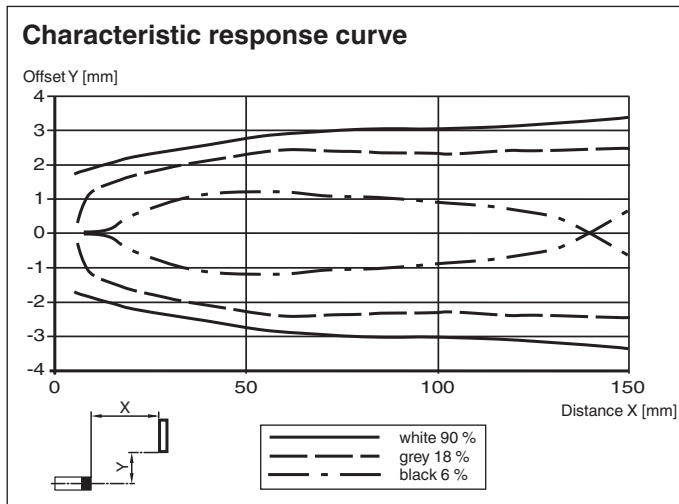 Characteristic response curve
Offset Y [mm]
4
3
2
1
0
-1
-2
-3
-4
0 50 100 150
Distance X [mm]
X
Y
white 90 %
grey 18 %
black 6 %